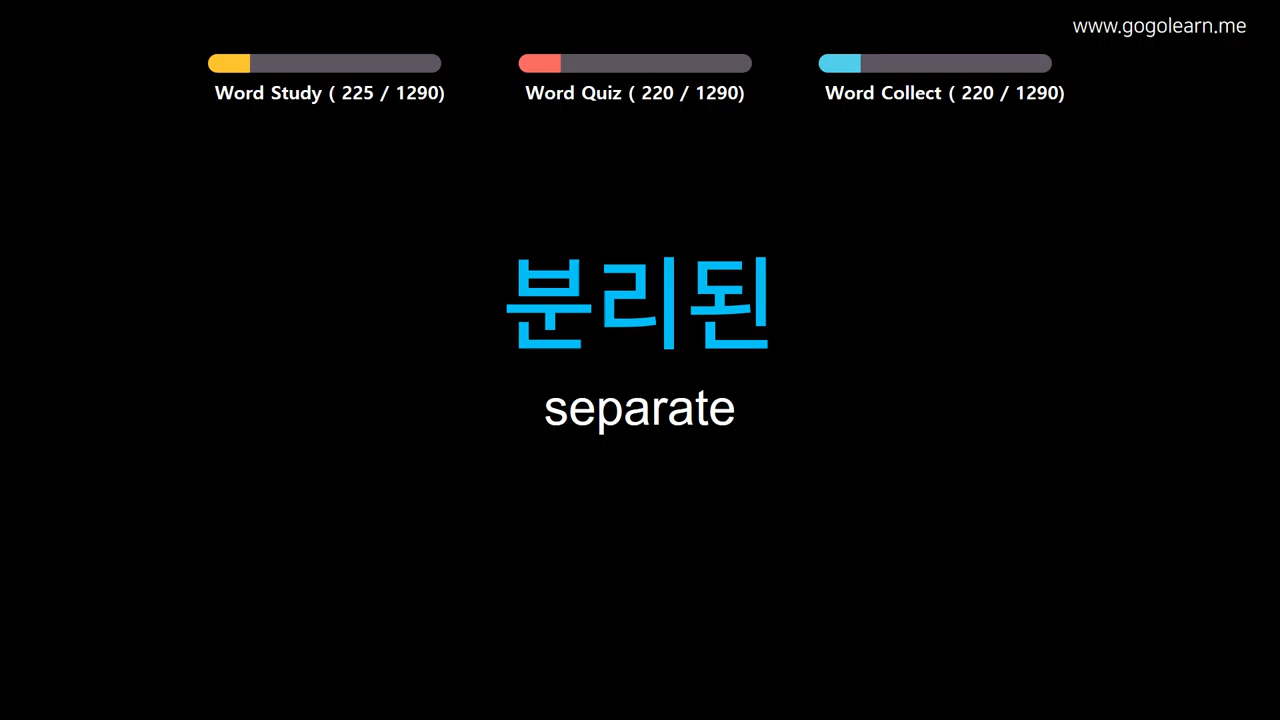 www.gogolearn.me
Word Study ( 225 / 1290)
Word Quiz ( 220 / 1290)
Word Collect ( 220 / 1290)
분리된
separate